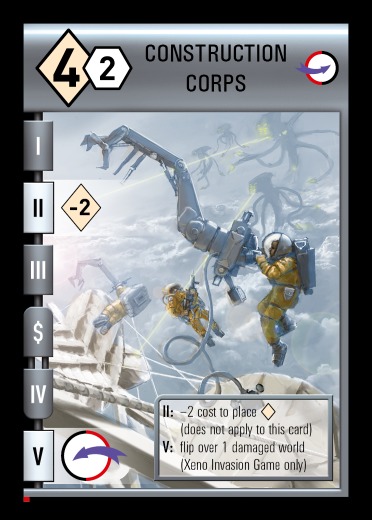 4 2 CONSTRUCTION
CORPS
I
II -2
III
$
IV
V
II: –2 cost to place
(does not apply to this card)
V: flip over 1 damaged world
(Xeno Invasion Game only)